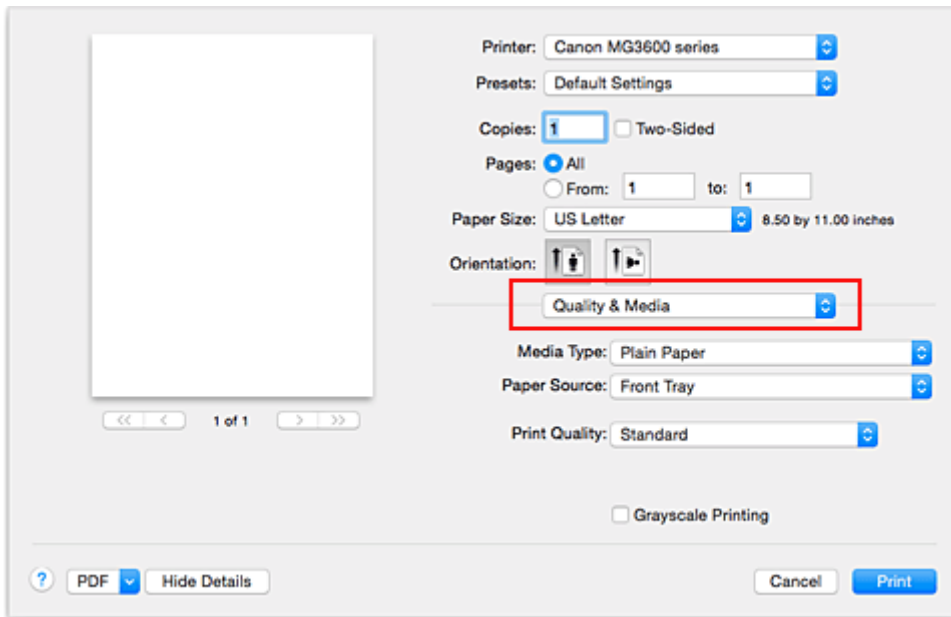 Printer: Canon MG3600 series
Presets: Default Settings
Copies: 1 Two-Sided
Pages: All
From: 1 to: 1
Paper Size: US Letter 8.50 by 11.00 inches
Orientation:
Quality & Media
Media Type: Plain Paper
Paper Source: Front Tray
<< < 1 of 1 > >>
Print Quality: Standard
Grayscale Printing
? PDF Hide Details Cancel Print